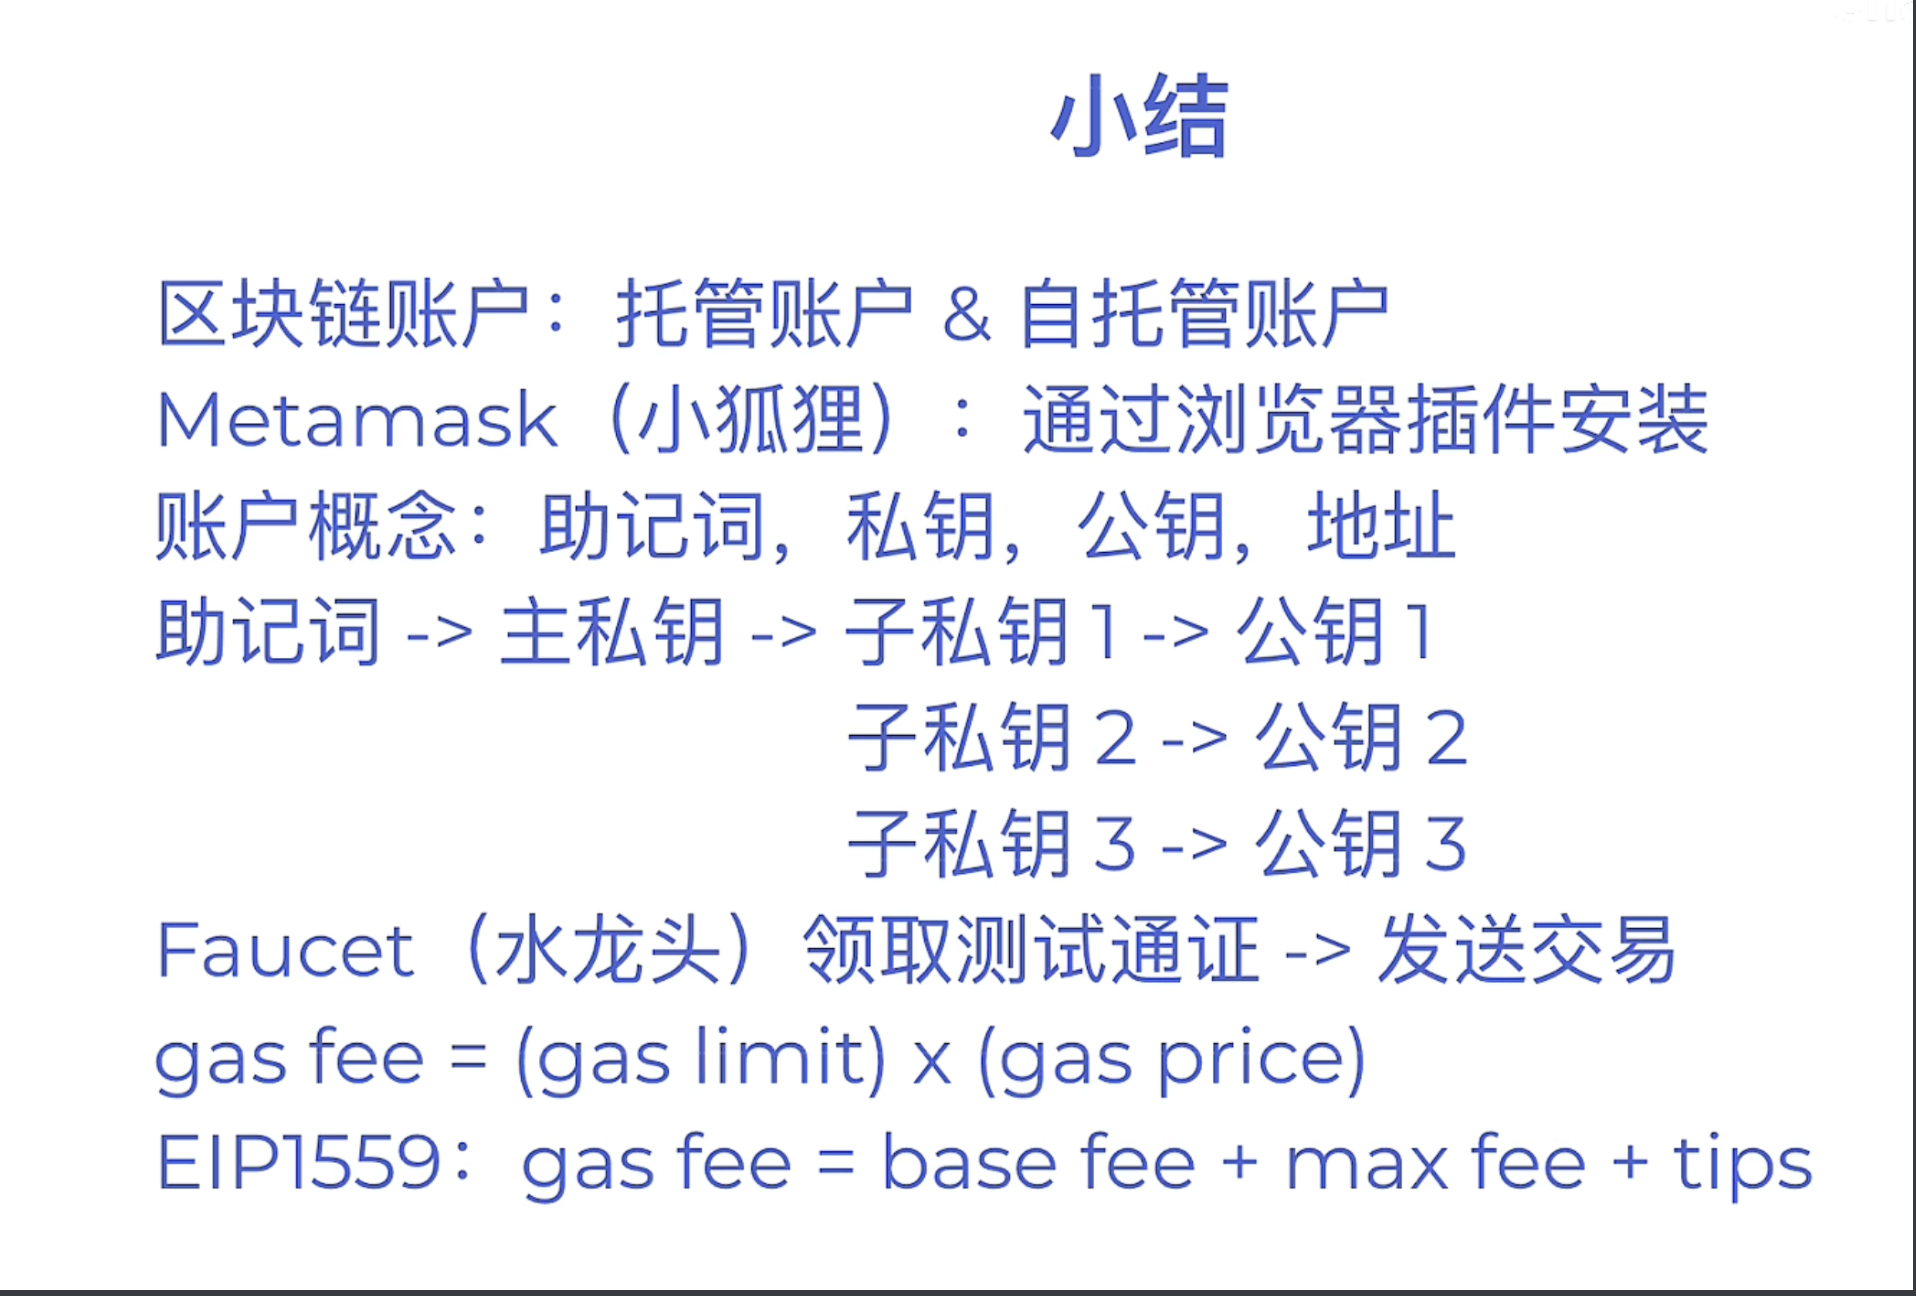 小结
区块链账户： 托管账户 & 自托管账户
Metamask（小狐狸）：通过浏览器插件安装
账户概念：助记词，私钥，公钥，地址
助记词 -> 主私钥 -> 子私钥 1 -> 公钥 1
子私钥 2 -> 公钥 2
子私钥 3 -> 公钥 3
Faucet（水龙头）领取测试通证 -> 发送交易
gas fee = (gas limit) x (gas price)
EIP1559：gas fee = base fee + max fee + tips